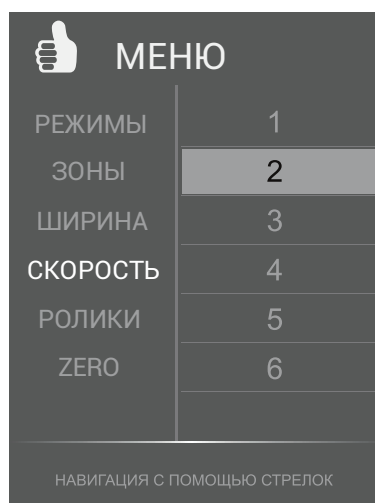 МЕНЮ
РЕЖИМЫ 1
ЗОНЫ 2
ШИРИНА 3
СКОРОСТЬ 4
РОЛИКИ 5
ZERO 6
НАВИГАЦИЯ С ПОМОЩЬЮ СТРЕЛОК